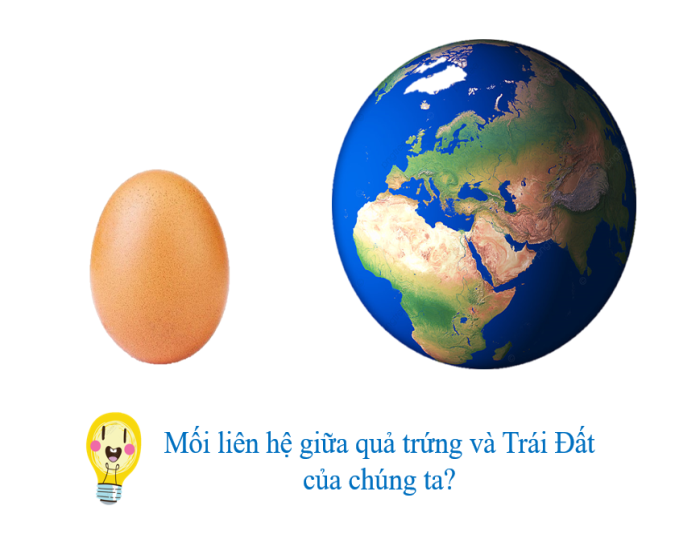 Mối liên hệ giữa quả trứng và Trái Đất
của chúng ta?